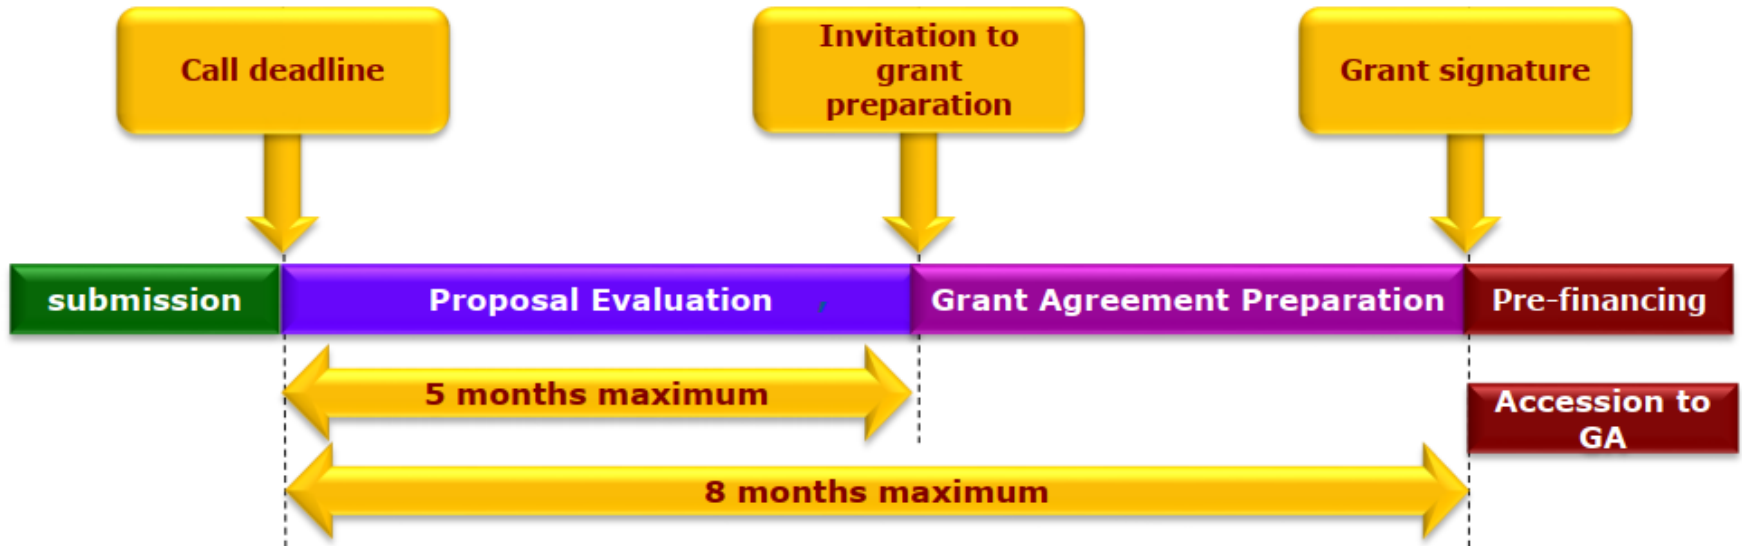 Call deadline
Invitation to
grant
preparation
Grant signature
submission
Proposal Evaluation ,
Grant Agreement Preparation
Pre-financing
5 months maximum
Accession to
GA
8 months maximum